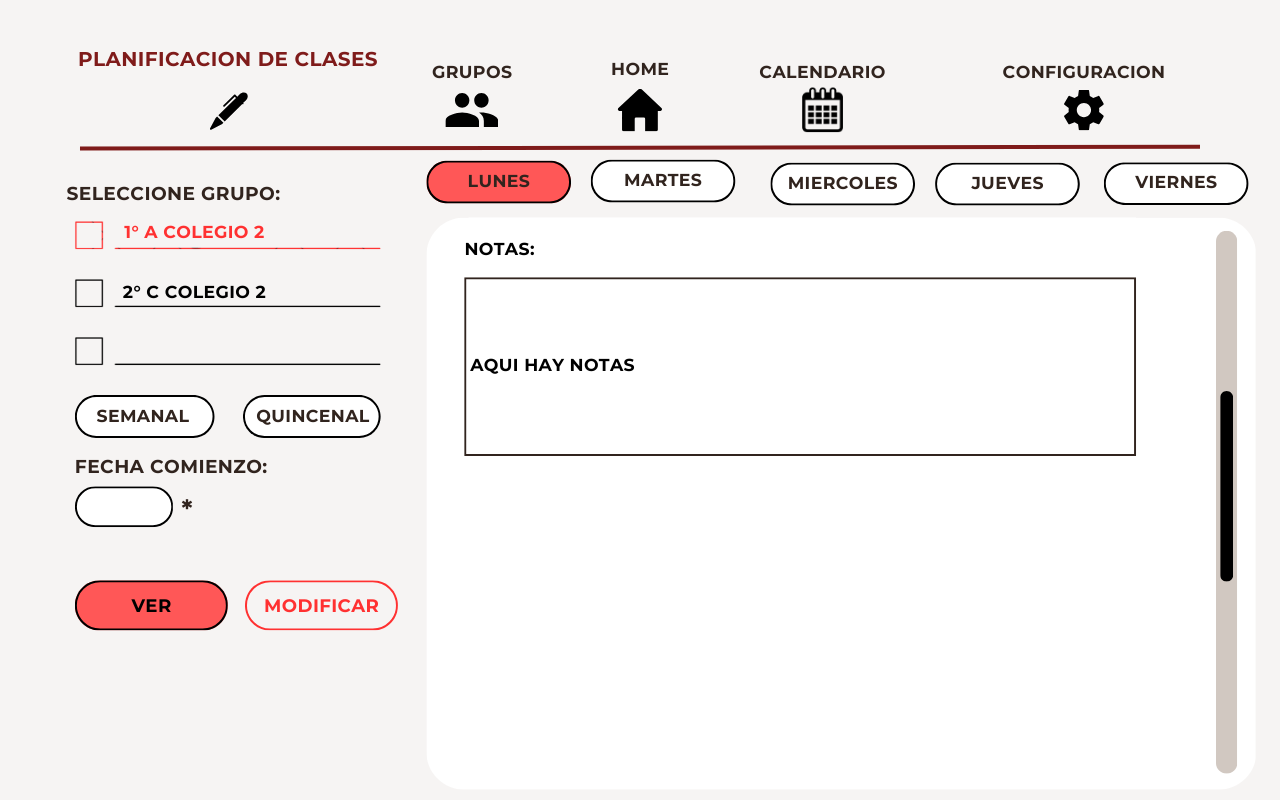 PLANIFICACION DE CLASES
GRUPOS
HOME
CALENDARIO
CONFIGURACION
SELECCIONE GRUPO:
1° A COLEGIO 2
2° C COLEGIO 2
SEMANAL
QUINCENAL
FECHA COMIENZO:
*
VER
MODIFICAR
LUNES
MARTES
MIERCOLES
JUEVES
VIERNES
NOTAS:
AQUI HAY NOTAS